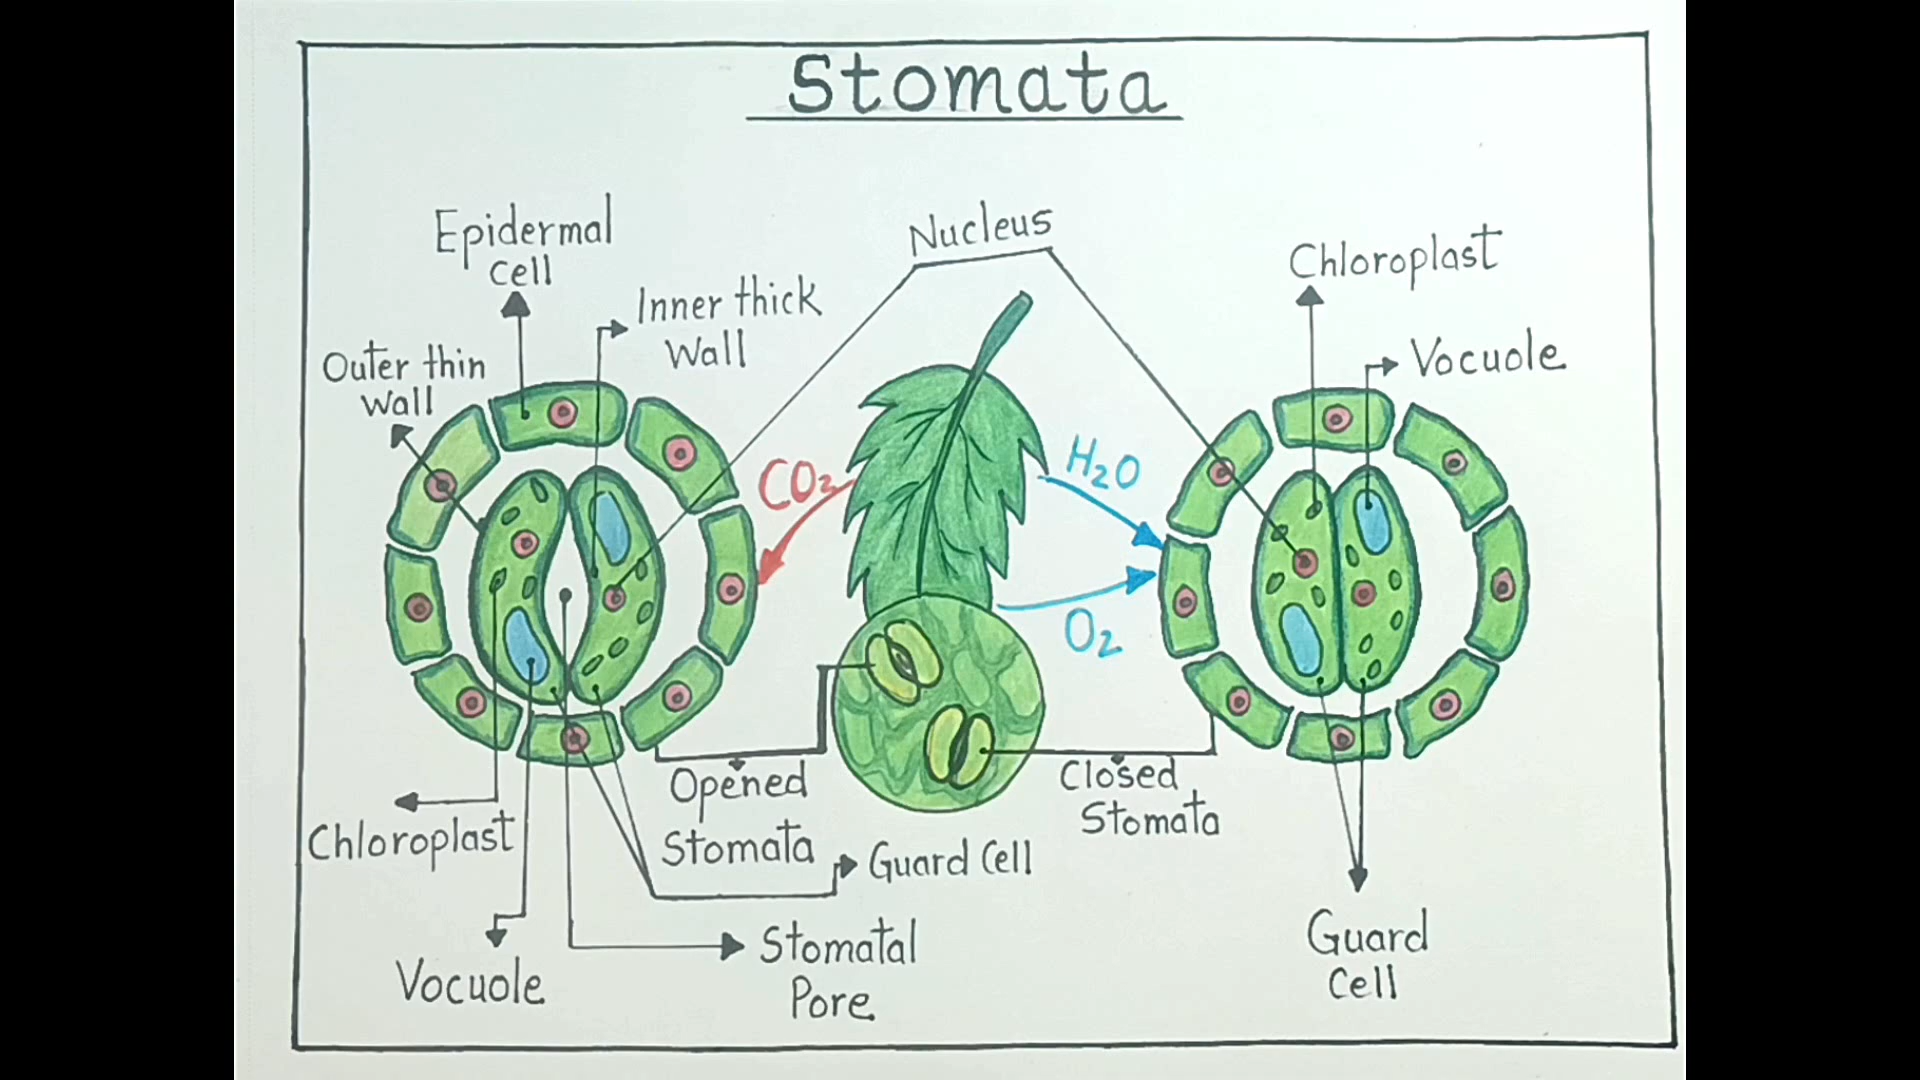 Stomata
Epidermal
Cell
Nucleus
Chloroplast
Inner thick
Wall
Outer thin
Wall
Vocuole
CO2
H2O
O2
Opened
Stomata
Closed
Stomata
Chloroplast
Guard Cell
Vocuole
Stomatal
Pore
Guard
Cell